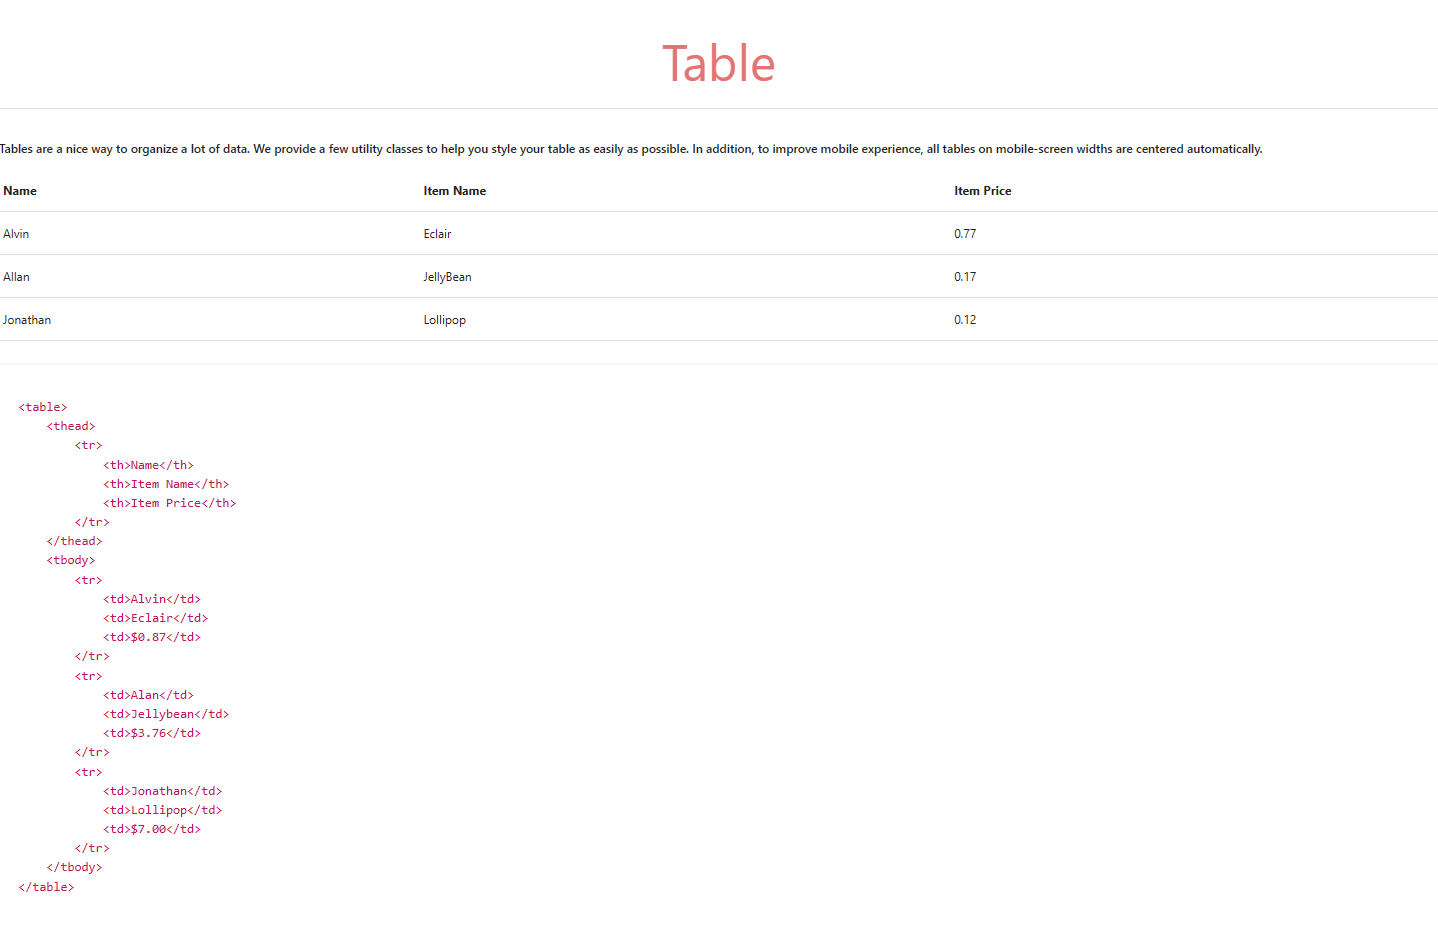 Table
Tables are a nice way to organize a lot of data. We provide a few utility classes to help you style your table as easily as possible. In addition, to improve mobile experience, all tables on mobile-screen widths are centered automatically.
Name Item Name Item Price
Alvin Eclair 0.77
Allan JellyBean 0.17
Jonathan Lollipop 0.12
<table>
    <thead>
        <tr>
            <th>Name</th>
            <th>Item Name</th>
            <th>Item Price</th>
        </tr>
    </thead>
    <tbody>
        <tr>
            <td>Alvin</td>
            <td>Eclair</td>
            <td>$0.87</td>
        </tr>
        <tr>
            <td>Alan</td>
            <td>Jellybean</td>
            <td>$3.76</td>
        </tr>
        <tr>
            <td>Jonathan</td>
            <td>Lollipop</td>
            <td>$7.00</td>
        </tr>
    </tbody>
</table>